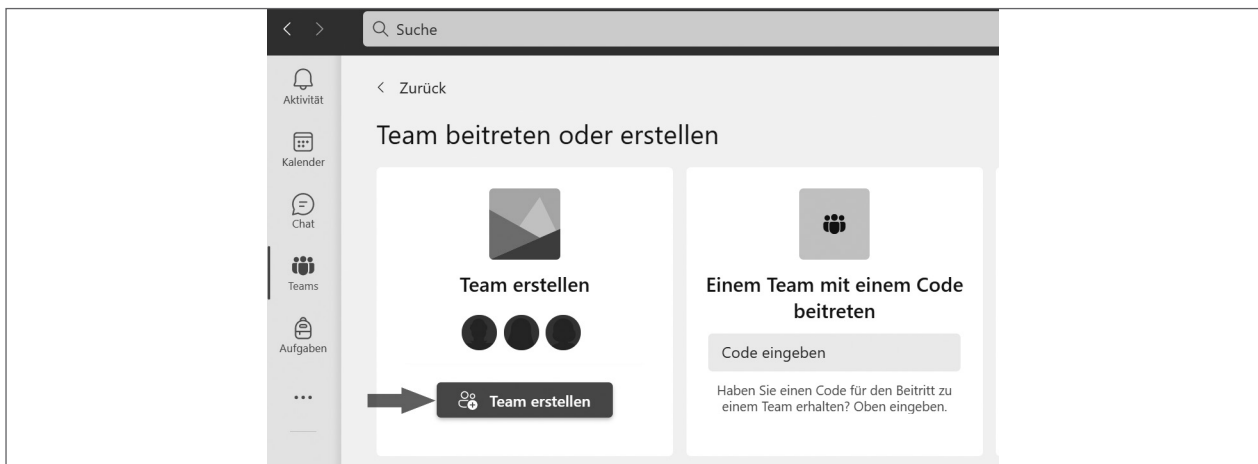 Suche
Aktivität
Kalender
Chat
Teams
Aufgaben
Zurück
Team beitreten oder erstellen
Team erstellen
Team erstellen
Einem Team mit einem Code
beitreten
Code eingeben
Haben Sie einen Code für den Beitritt zu
einem Team erhalten? Oben eingeben.